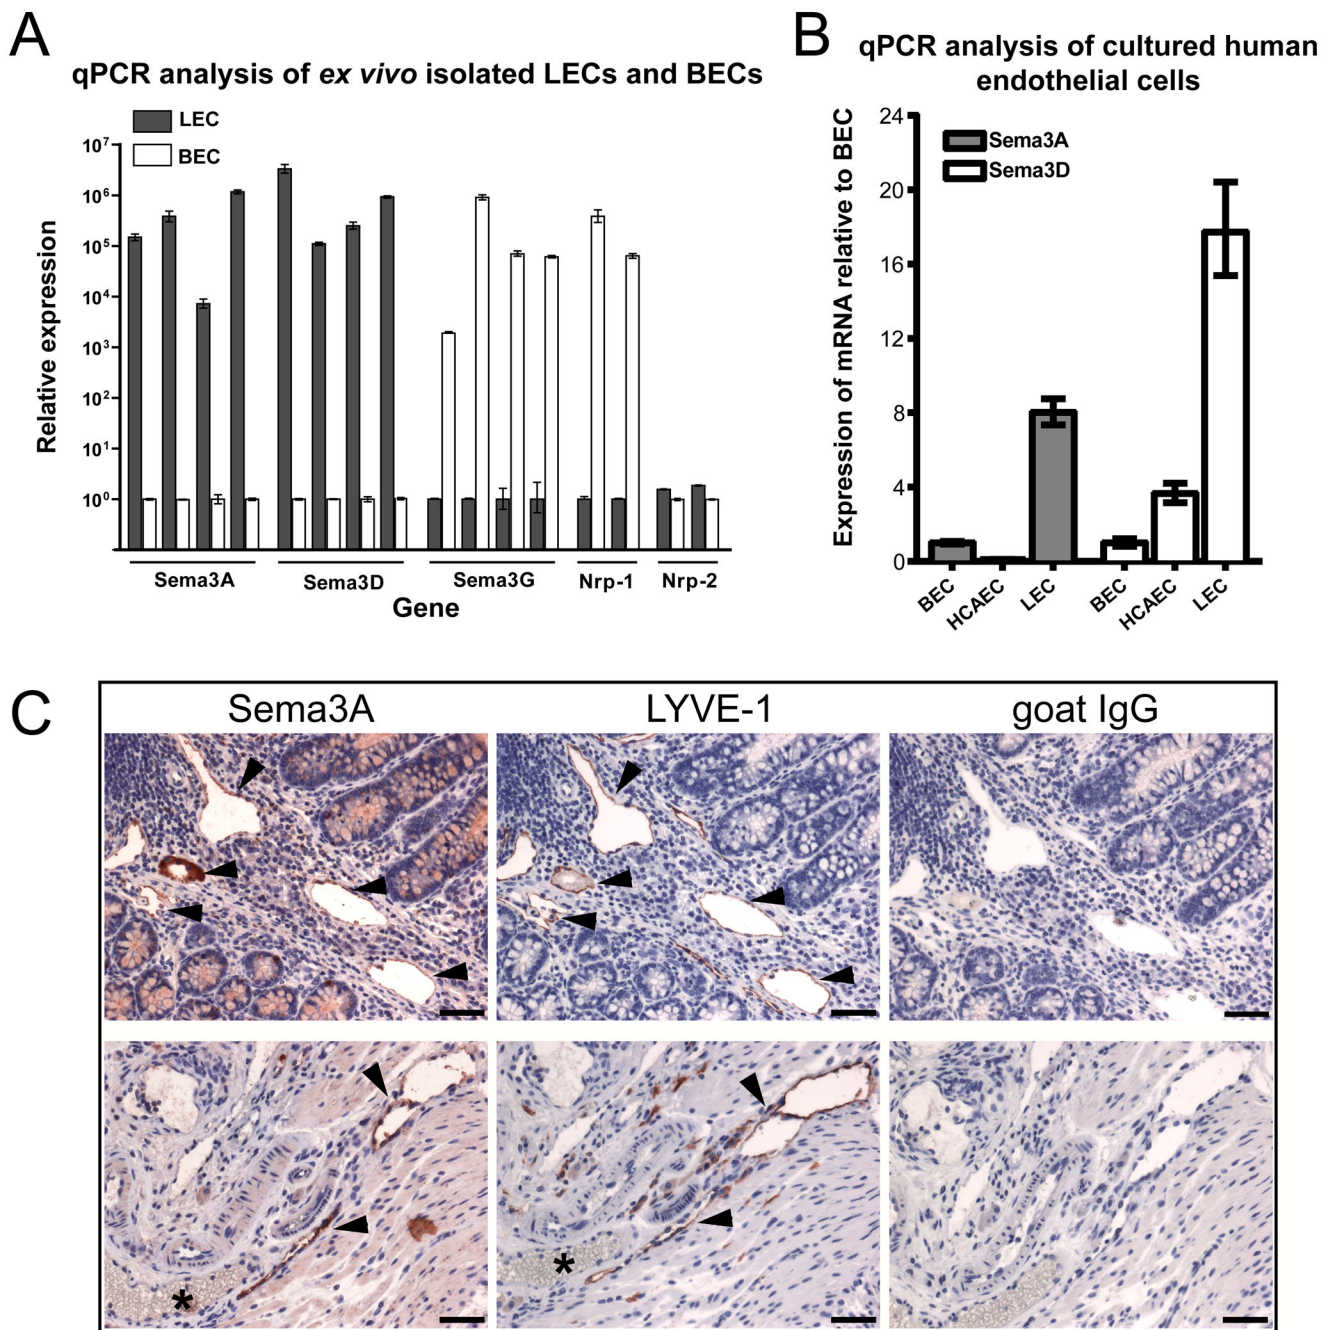 A
qPCR analysis of ex vivo isolated LECs and BECs
LEC
BEC
Relative expression
10⁷
10⁶
10⁵
10⁴
10³
10²
10¹
10⁰
Sema3A
Sema3D
Sema3G
Nrp-1
Nrp-2
Gene
B
qPCR analysis of cultured human
endothelial cells
Sema3A
Sema3D
Expression of mRNA relative to BEC
24
20
16
12
8
4
0
BEC
HCAEC
LEC
BEC
HCAEC
LEC
C
Sema3A
LYVE-1
goat IgG
*
*